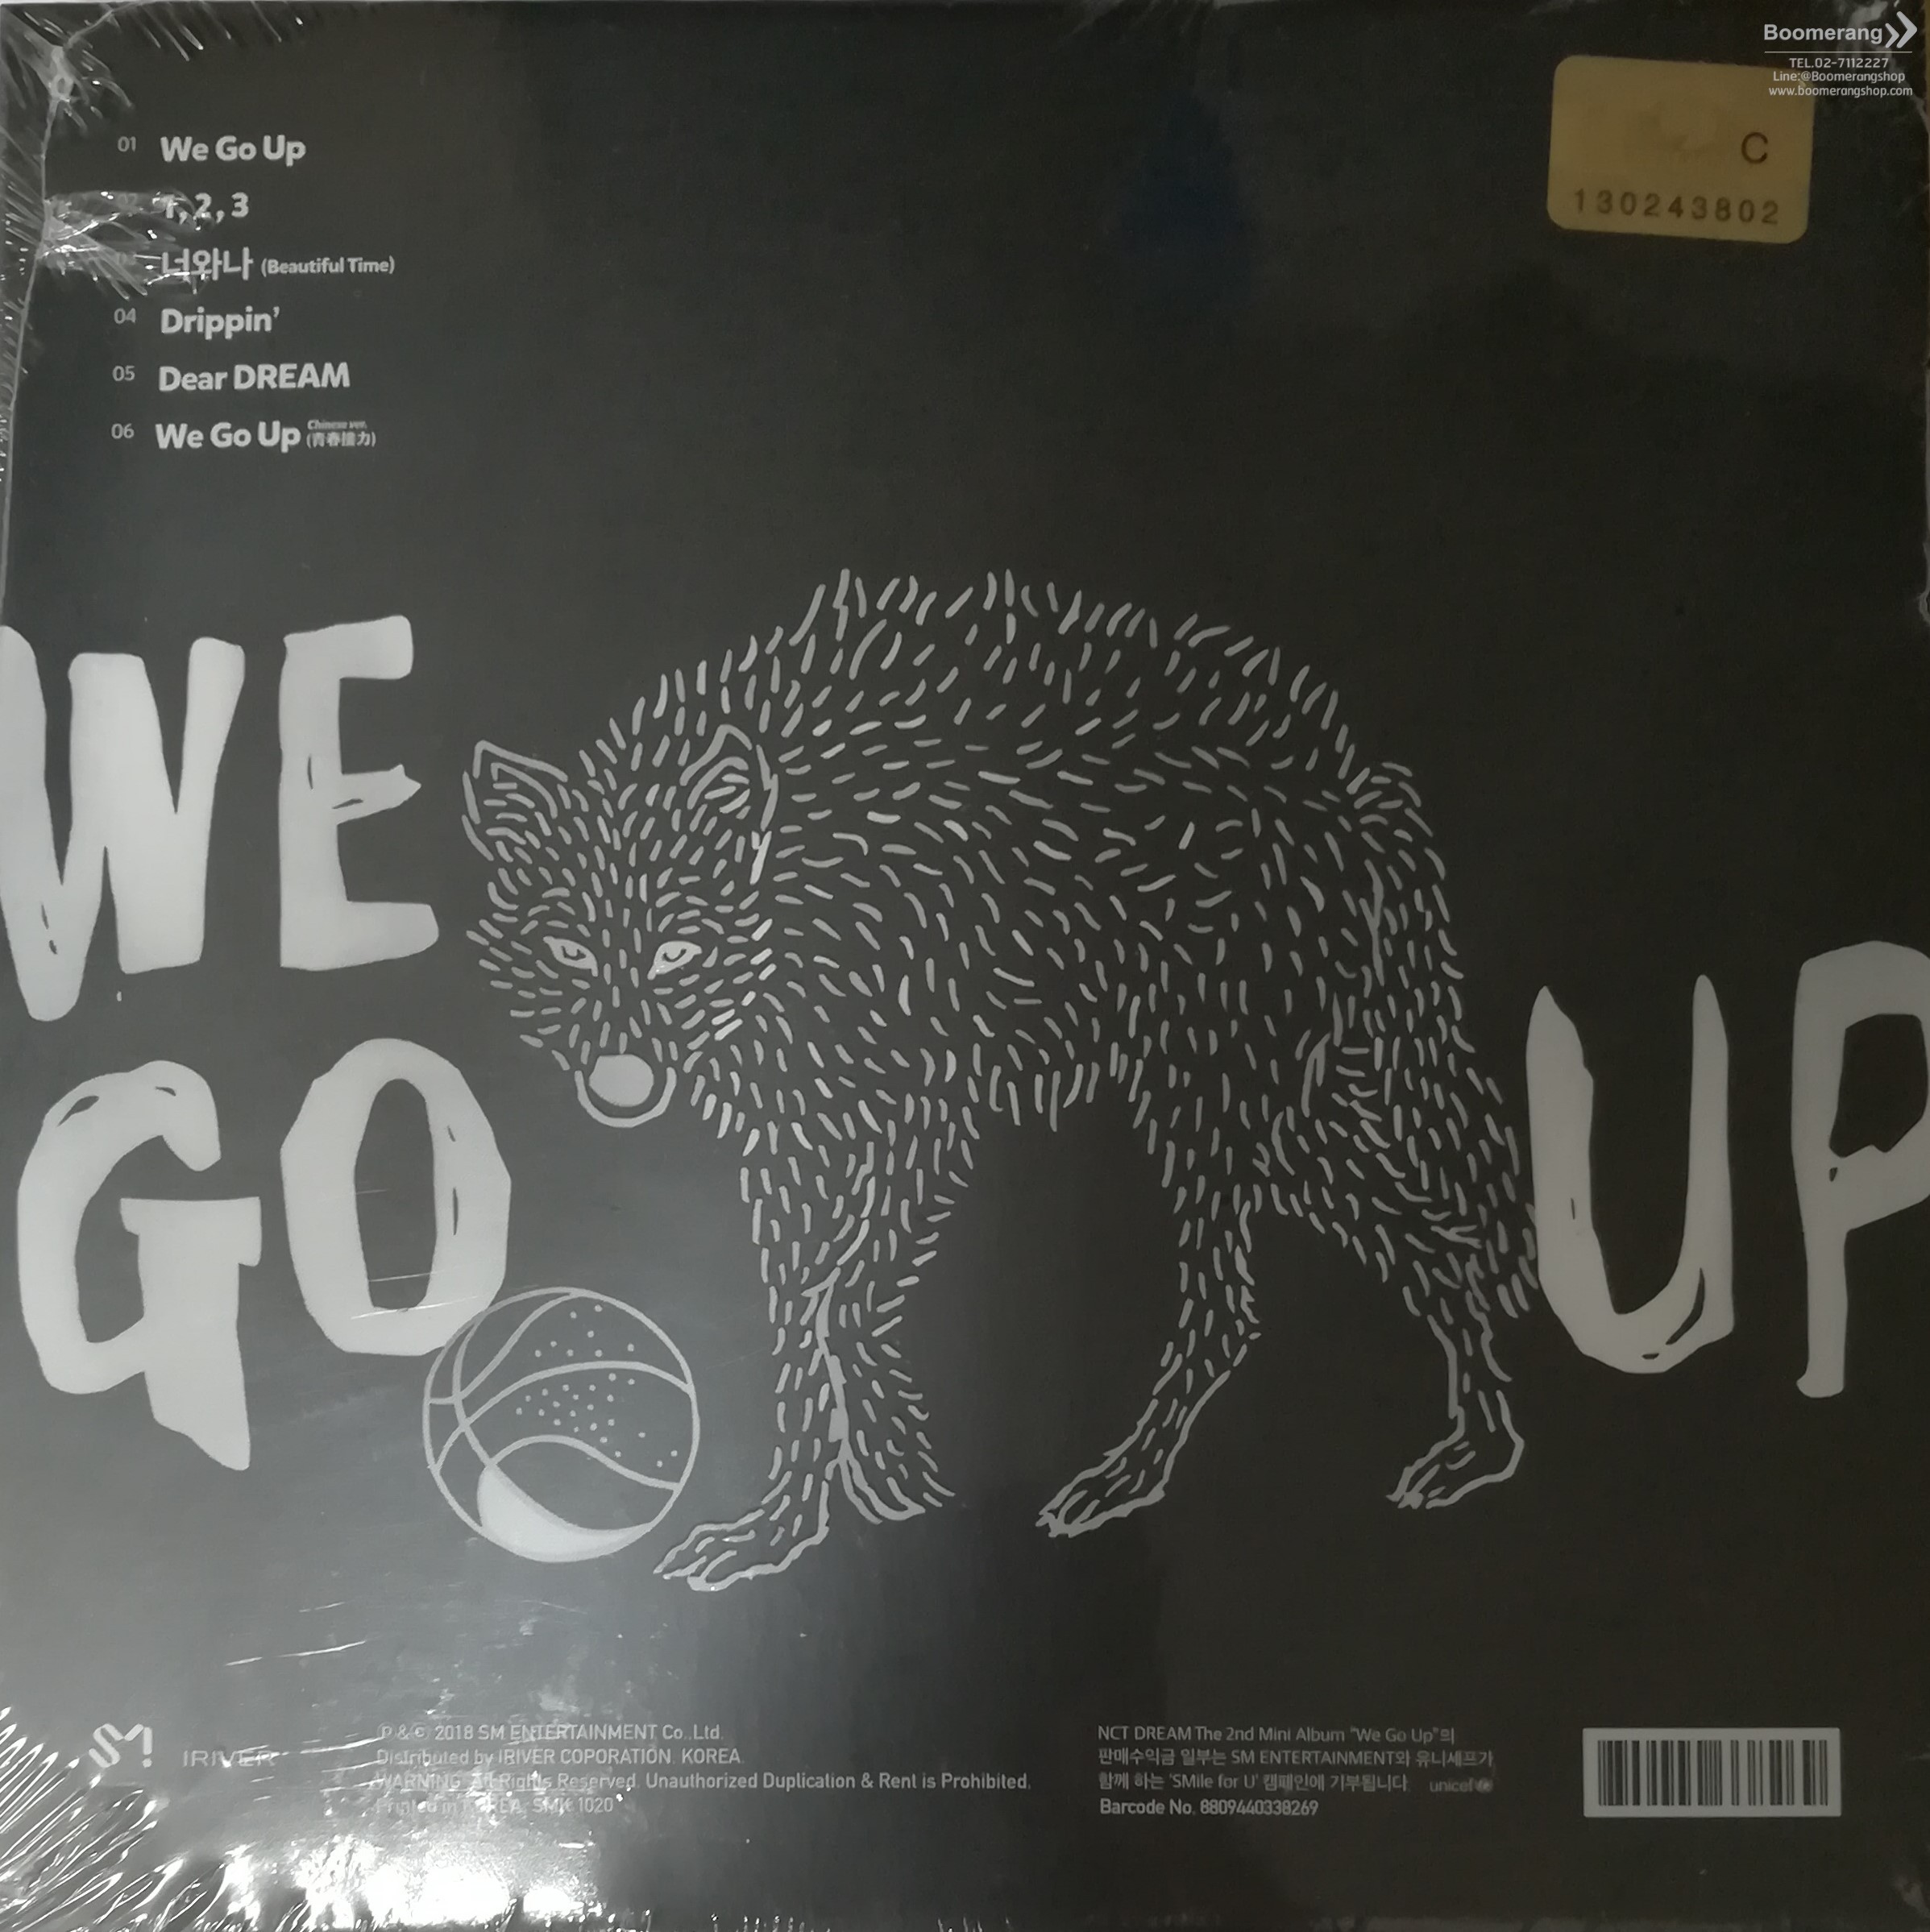 Boomerang
TEL.02-7112227
Line:@Boomerangshop
www.boomerangshop.com
C
130243802
01 We Go Up
02 1, 2, 3
너와나 (Beautiful Time)
04 Drippin’
05 Dear DREAM
06 We Go Up Chinese ver. (青春接力)
WE
GO
UP
SM
IRIVER
℗ & © 2018 SM ENTERTAINMENT Co.,Ltd.
Distributed by IRIVER COPORATION. KOREA.
WARNING: All Rights Reserved. Unauthorized Duplication & Rent is Prohibited.
Printed in KOREA. SMK 1020
NCT DREAM The 2nd Mini Album “We Go Up”의
판매수익금 일부는 SM ENTERTAINMENT와 유니세프가
함께 하는 ‘SMile for U’ 캠페인에 기부됩니다. unicef
Barcode No. 8809440338269